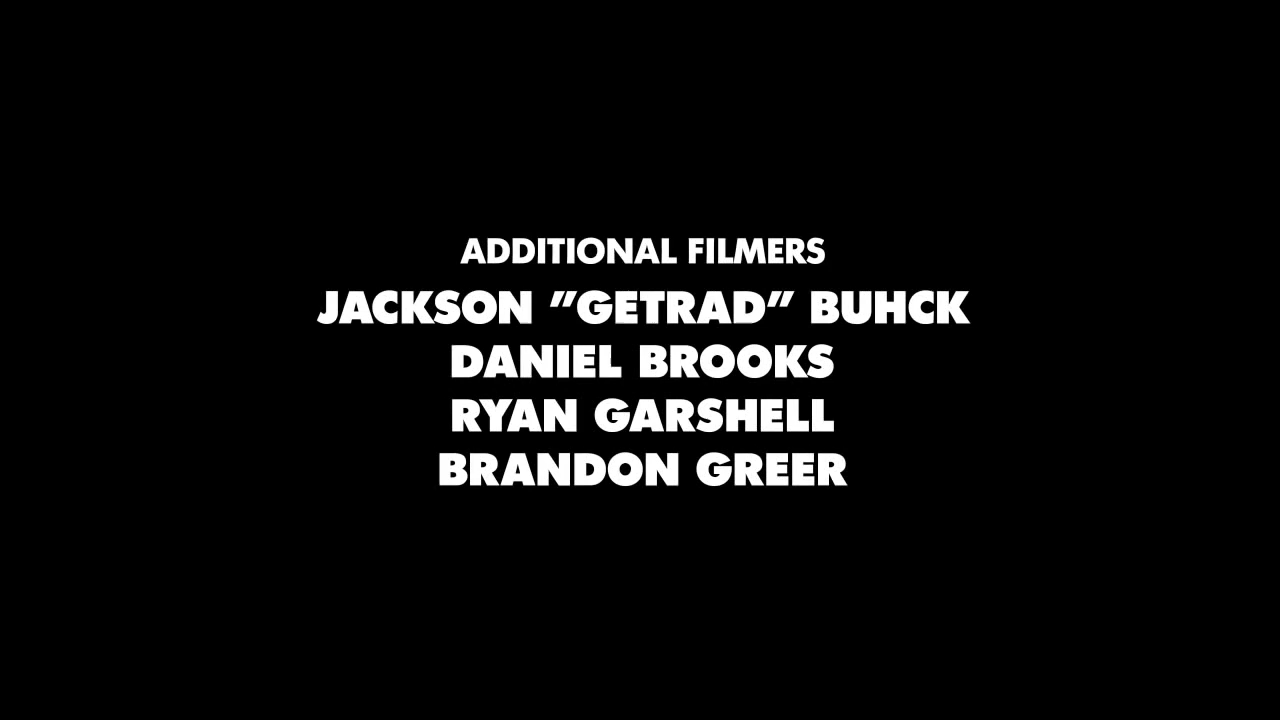 ADDITIONAL FILMERS
JACKSON "GETRAD" BUHCK
DANIEL BROOKS
RYAN GARSHELL
BRANDON GREER